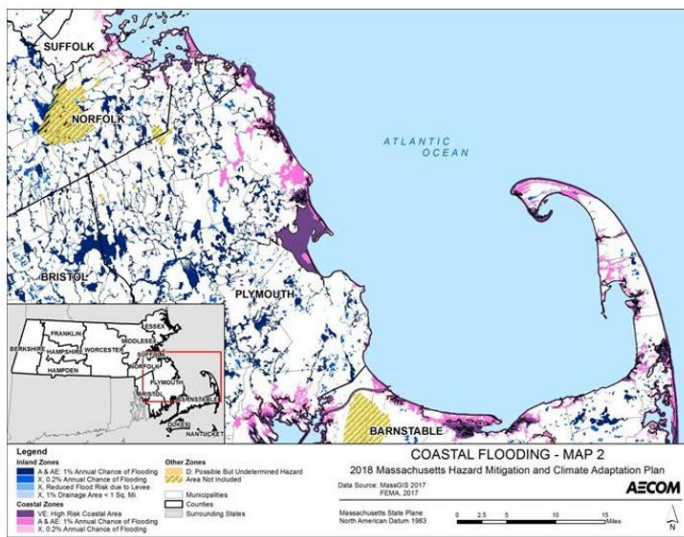 SUFFOLK
NORFOLK
ATLANTIC
OCEAN
BRISTOL
PLYMOUTH
BARNSTABLE
ESSEX
FRANKLIN
MIDDLESEX
BERKSHIRE
HAMPSHIRE
WORCESTER
SUFFOLK
HAMPDEN
NORFOLK
PLYMOUTH
BRISTOL
BARNSTABLE
DUKES
NANTUCKET
Legend
Inland Zones
A & AE: 1% Annual Chance of Flooding
X, 0.2% Annual Chance of Flooding
X, Reduced Flood Risk due to Levee
X, 1% Drainage Area < 1 Sq. Mi.
Coastal Zones
VE: High Risk Coastal Area
A & AE: 1% Annual Chance of Flooding
X, 0.2% Annual Chance of Flooding
Other Zones
D: Possible But Undetermined Hazard
Area Not Included
Municipalities
Counties
Surrounding States
COASTAL FLOODING - MAP 2
2018 Massachusetts Hazard Mitigation and Climate Adaptation Plan
Data Source: MassGIS 2017
FEMA, 2017
AECOM
Massachusetts State Plane
North American Datum 1983
0 2.5 5 10 15
Miles
N